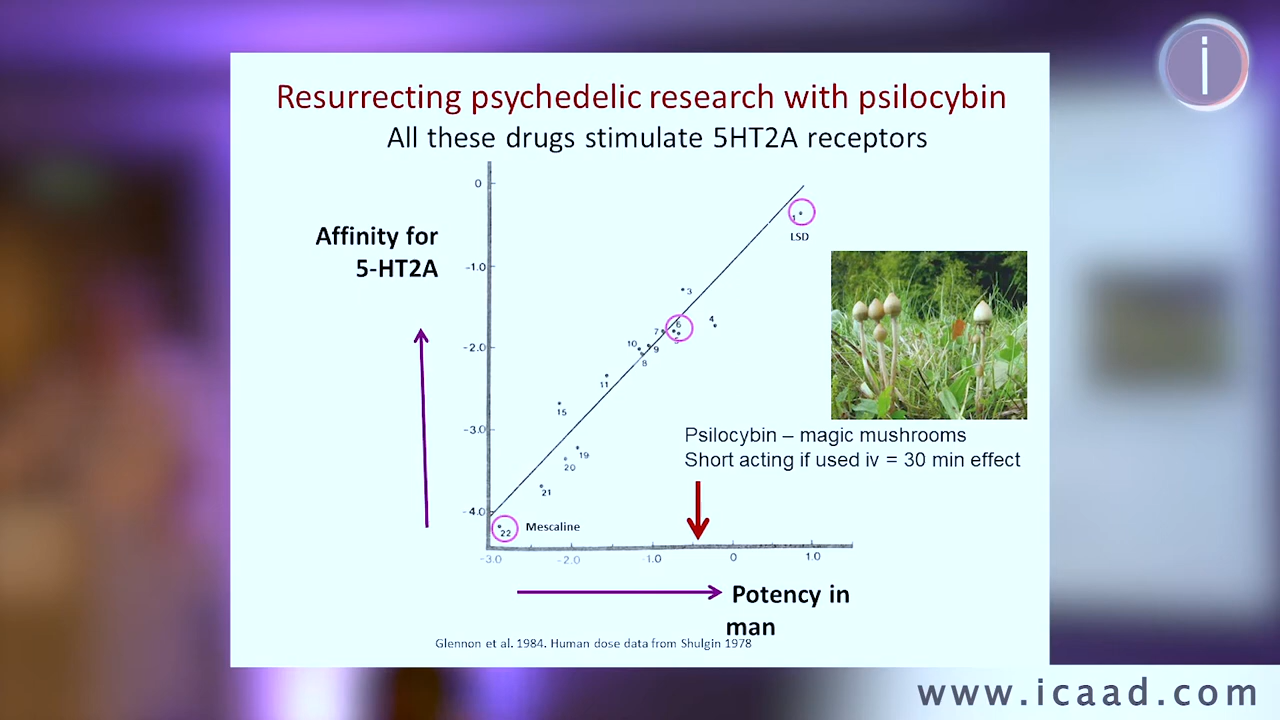 i
Resurrecting psychedelic research with psilocybin
All these drugs stimulate 5HT2A receptors
Affinity for
5-HT2A
0
-1.0
-2.0
-3.0
-4.0
1
LSD
3
4
7
6
5
10
9
8
11
15
19
20
21
22
Mescaline
Psilocybin – magic mushrooms
Short acting if used iv = 30 min effect
-3.0
-2.0
-1.0
0
1.0
Potency in
man
Glennon et al. 1984. Human dose data from Shulgin 1978
www.icaad.com